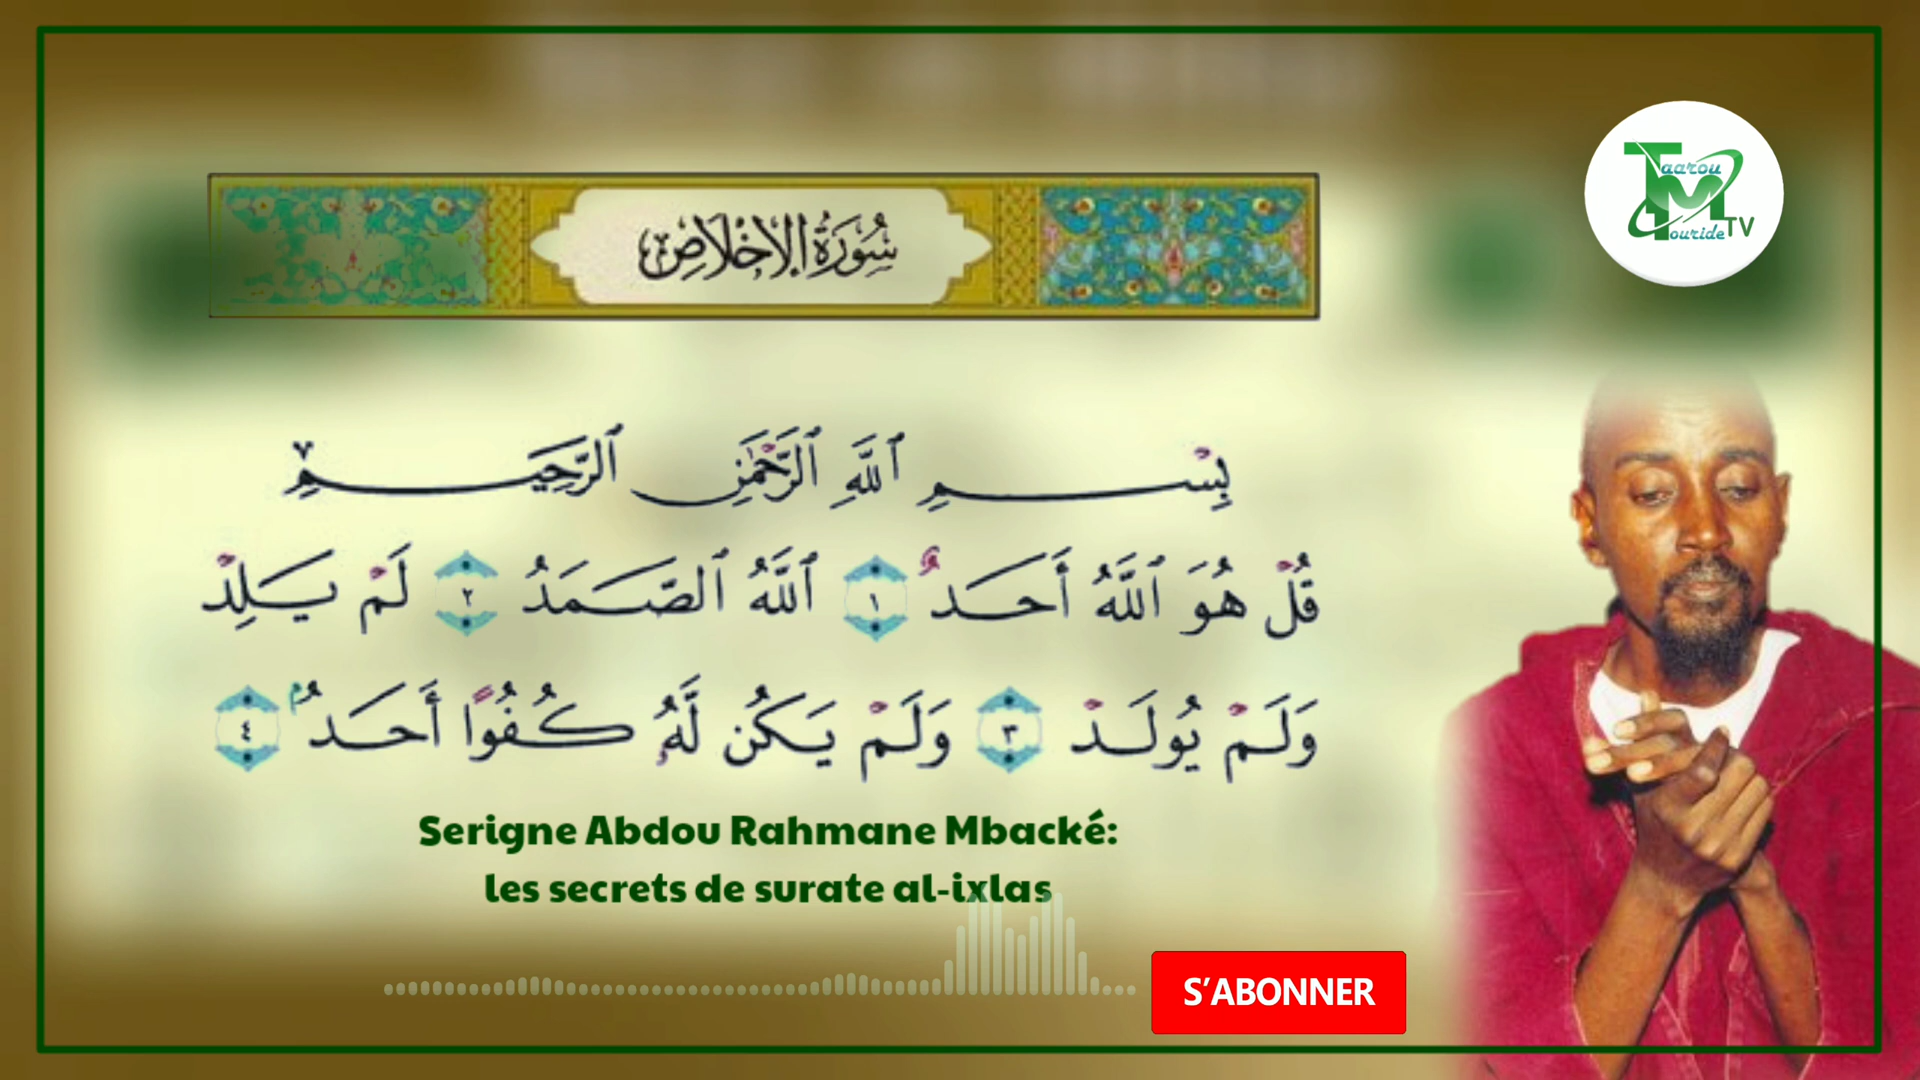 سُورَةُ الإِخْلَاصِ
Taarou
Mouride TV
بِسْمِ ٱللَّهِ ٱلرَّحْمَٰنِ ٱلرَّحِيمِ
قُلْ هُوَ ٱللَّهُ أَحَدٌ ١ ٱللَّهُ ٱلصَّمَدُ ٢ لَمْ يَلِدْ
وَلَمْ يُولَدْ ٣ وَلَمْ يَكُن لَّهُۥ كُفُوًا أَحَدٌۢ ٤
Serigne Abdou Rahmane Mbacké:
les secrets de surate al-ixlas
S'ABONNER